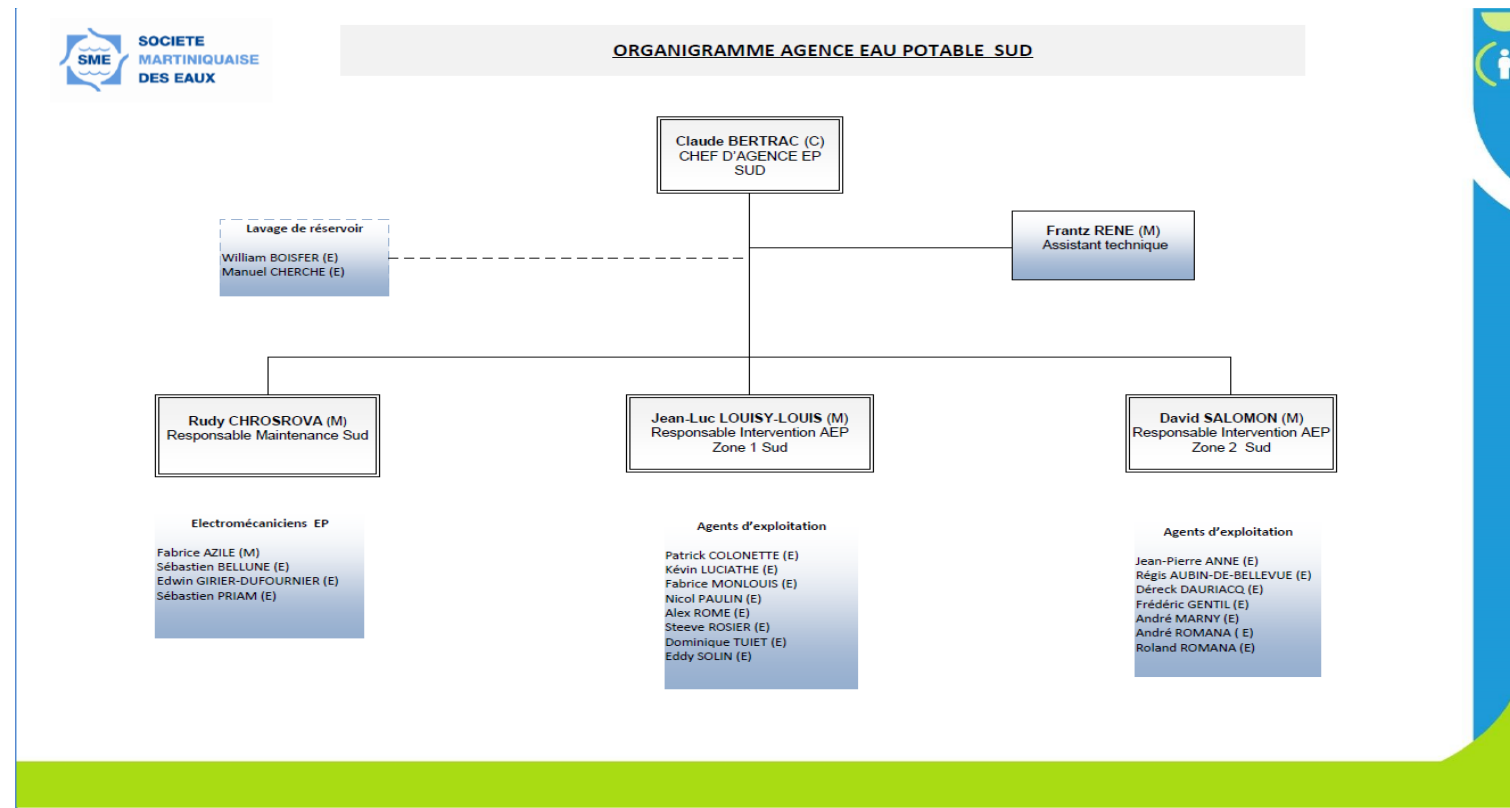 SOCIETE
MARTINIQUAISE
DES EAUX
SME
ORGANIGRAMME AGENCE EAU POTABLE SUD
Claude BERTRAC (C)
CHEF D'AGENCE EP
SUD
Lavage de réservoir
William BOISFER (E)
Manuel CHERCHE (E)
Frantz RENE (M)
Assistant technique
Rudy CHROSROVA (M)
Responsable Maintenance Sud
Jean-Luc LOUISY-LOUIS (M)
Responsable Intervention AEP
Zone 1 Sud
David SALOMON (M)
Responsable Intervention AEP
Zone 2 Sud
Electromécaniciens EP
Fabrice AZILE (M)
Sébastien BELLUNE (E)
Edwin GIRIER-DUFOURNIER (E)
Sébastien PRIAM (E)
Agents d’exploitation
Patrick COLONETTE (E)
Kévin LUCIATHE (E)
Fabrice MONLOUIS (E)
Nicol PAULIN (E)
Alex ROME (E)
Steeve ROSIER (E)
Dominique TUIET (E)
Eddy SOLIN (E)
Agents d’exploitation
Jean-Pierre ANNE (E)
Régis AUBIN-DE-BELLEVUE (E)
Déreck DAURIACQ (E)
Frédéric GENTIL (E)
André MARNY (E)
André ROMANA ( E)
Roland ROMANA (E)